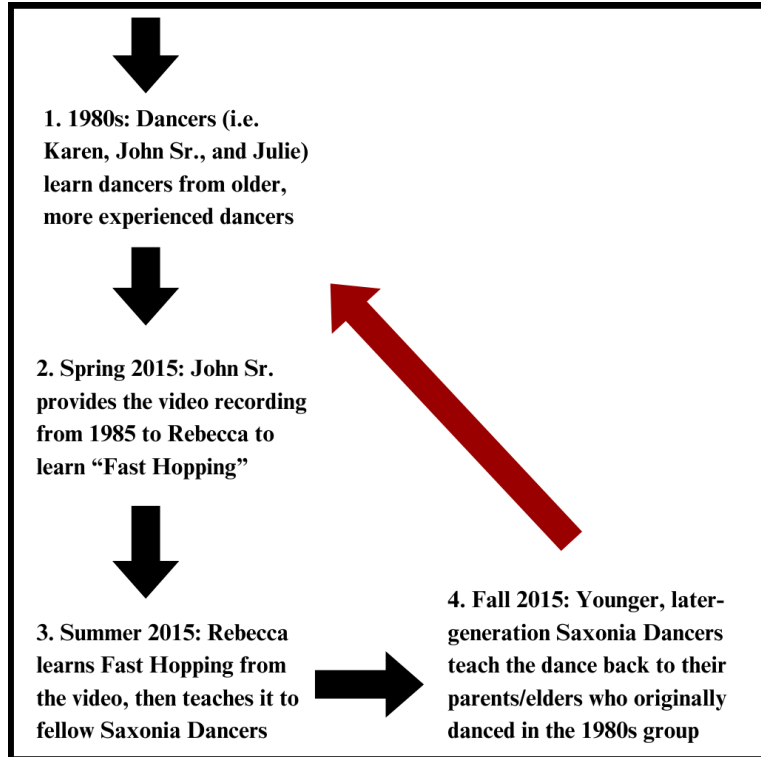 1. 1980s: Dancers (i.e.
Karen, John Sr., and Julie)
learn dancers from older,
more experienced dancers
2. Spring 2015: John Sr.
provides the video recording
from 1985 to Rebecca to
learn “Fast Hopping”
3. Summer 2015: Rebecca
learns Fast Hopping from
the video, then teaches it to
fellow Saxonia Dancers
4. Fall 2015: Younger, later-
generation Saxonia Dancers
teach the dance back to their
parents/elders who originally
danced in the 1980s group